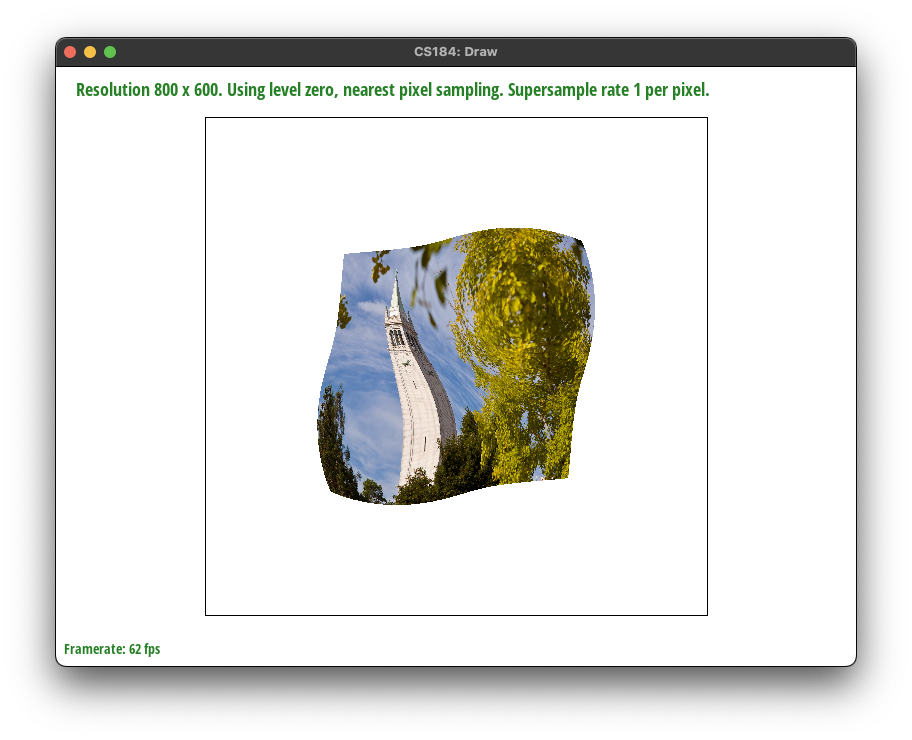 CS184: Draw
Resolution 800 x 600. Using level zero, nearest pixel sampling. Supersample rate 1 per pixel.
Framerate: 62 fps